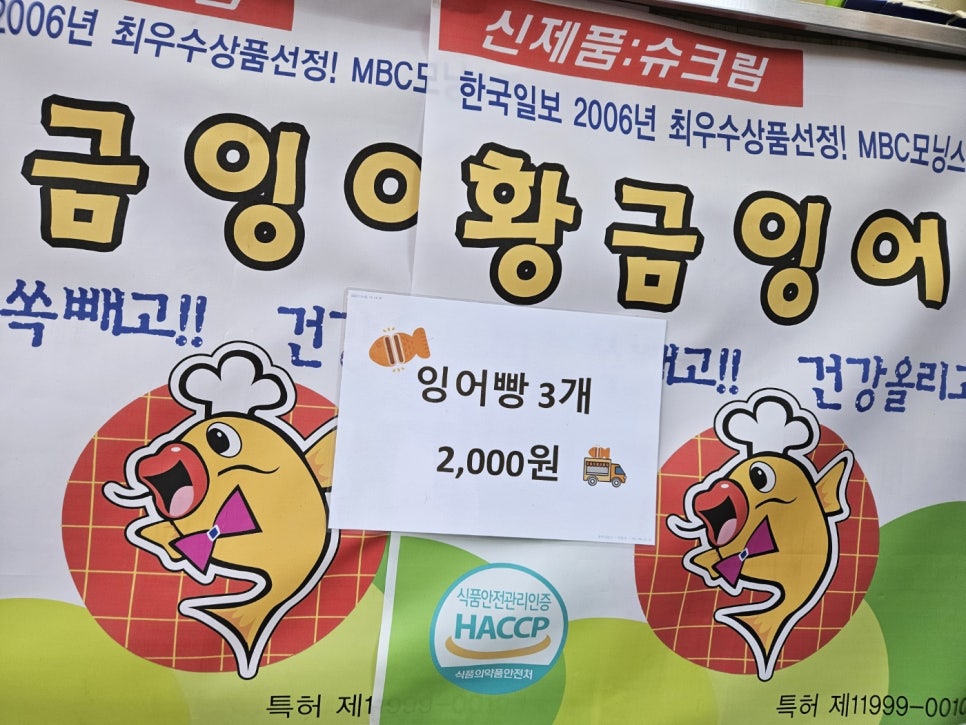 2006년 최우수상품선정! MBC모
금잉어
쏙빼고!!
건강
특허 제1
신제품:슈크림
한국일보 2006년 최우수상품선정! MBC모닝스
황금잉어
빼고!! 건강올리고
잉어빵 3개
2,000원
식품안전관리인증
HACCP
식품의약품안전처
특허 제11999-0010